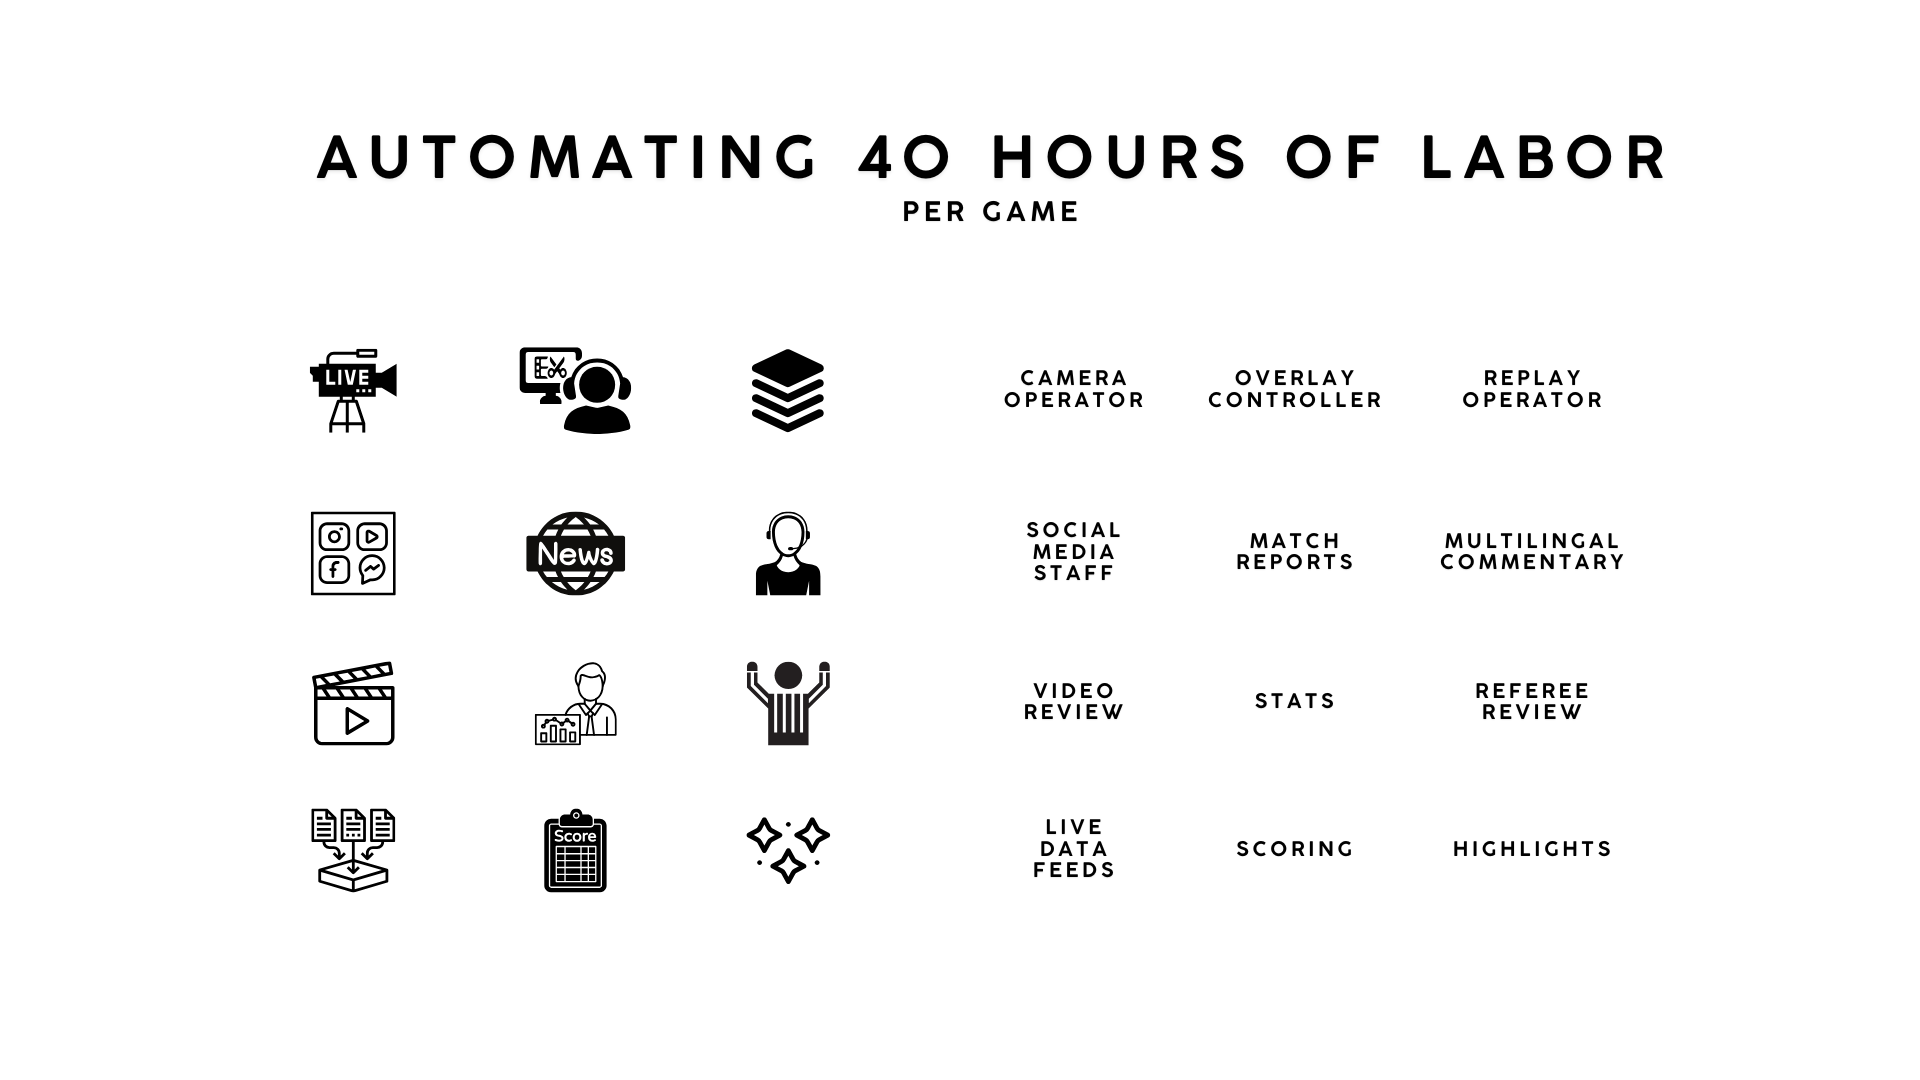 AUTOMATING 40 HOURS OF LABOR
PER GAME
LIVE
CAMERA
OPERATOR
OVERLAY
CONTROLLER
REPLAY
OPERATOR
News
SOCIAL
MEDIA
STAFF
MATCH
REPORTS
MULTILINGAL
COMMENTARY
VIDEO
REVIEW
STATS
REFEREE
REVIEW
Score
LIVE
DATA
FEEDS
SCORING
HIGHLIGHTS